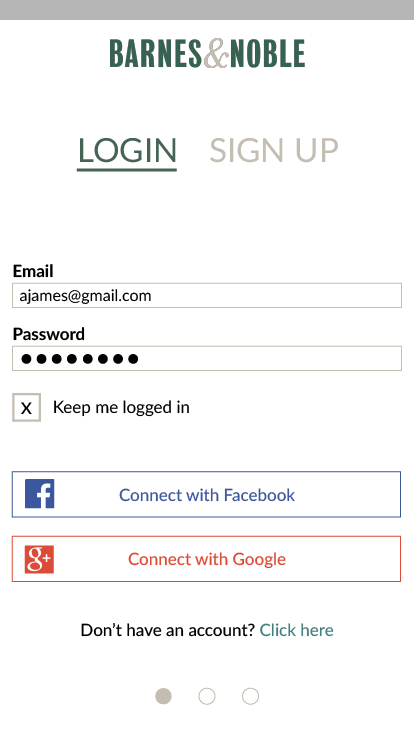 BARNES&NOBLE
LOGIN SIGN UP
Email
ajames@gmail.com
Password
x Keep me logged in
f Connect with Facebook
g+ Connect with Google
Don't have an account? Click here